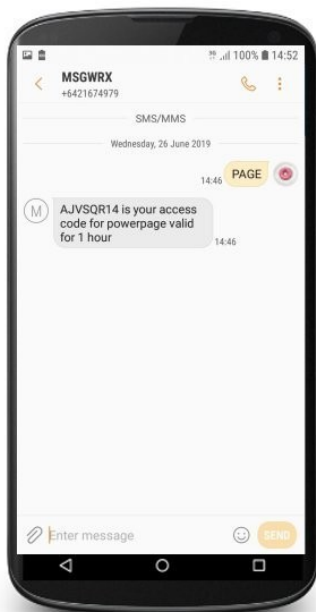 100% 14:52
MSGWRX
+6421674979
SMS/MMS
Wednesday, 26 June 2019
14:46 PAGE
M
AJVSQR14 is your access
code for powerpage valid
for 1 hour
14:46
Enter message
SEND